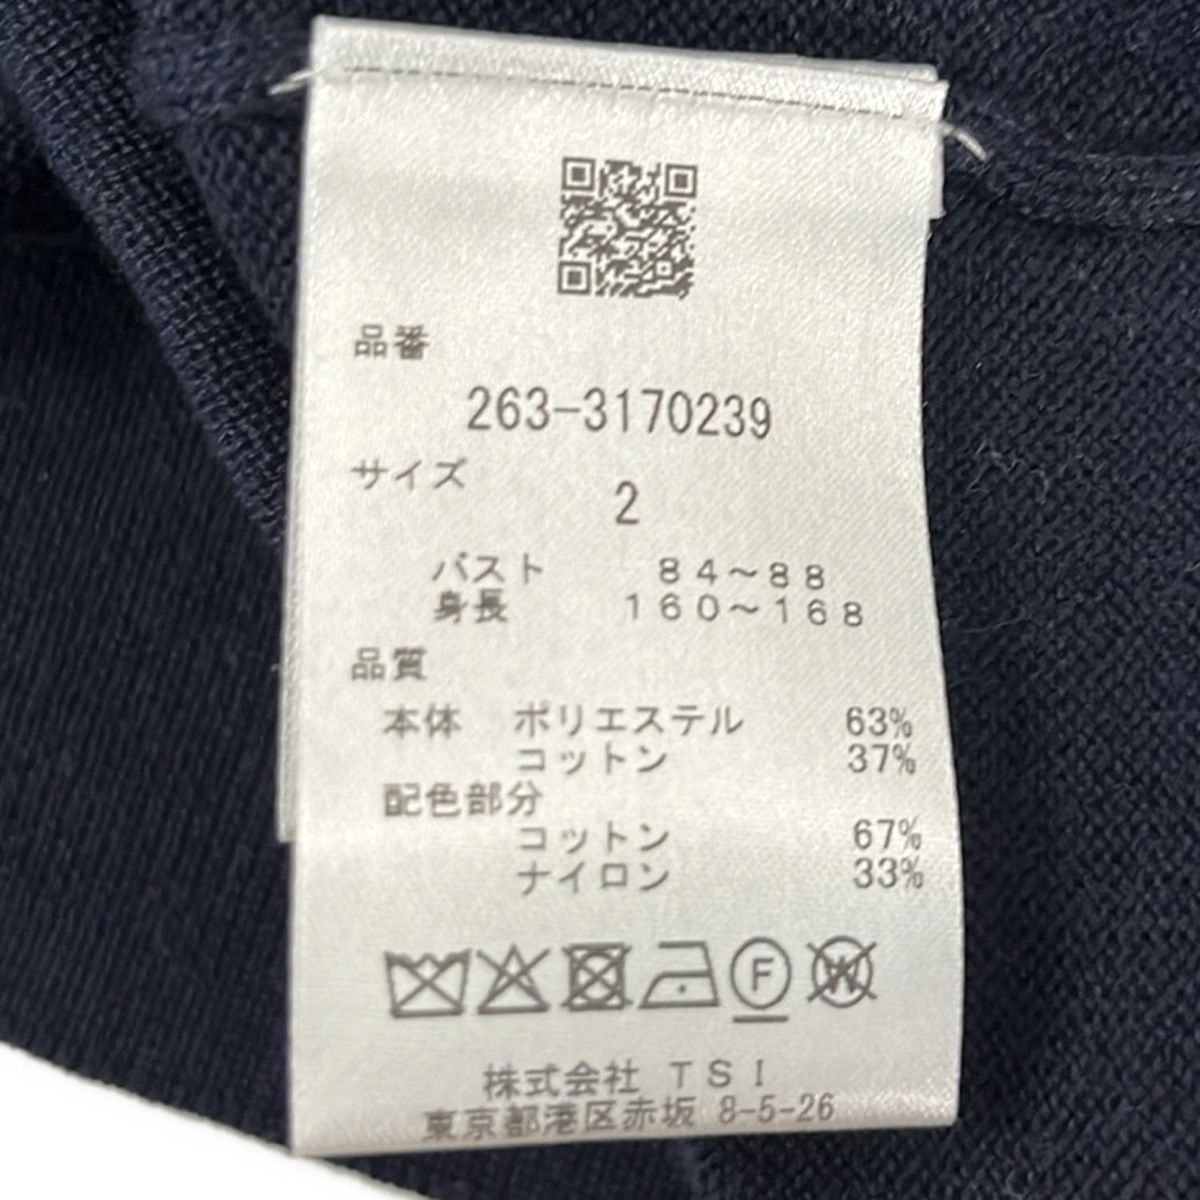 品番
263-3170239
サイズ
2
バスト 84～88
身長 160～168
品質
本体 ポリエステル 63%
コットン 37%
配色部分
コットン 67%
ナイロン 33%
F W
株式会社 TSI
東京都港区赤坂 8-5-26